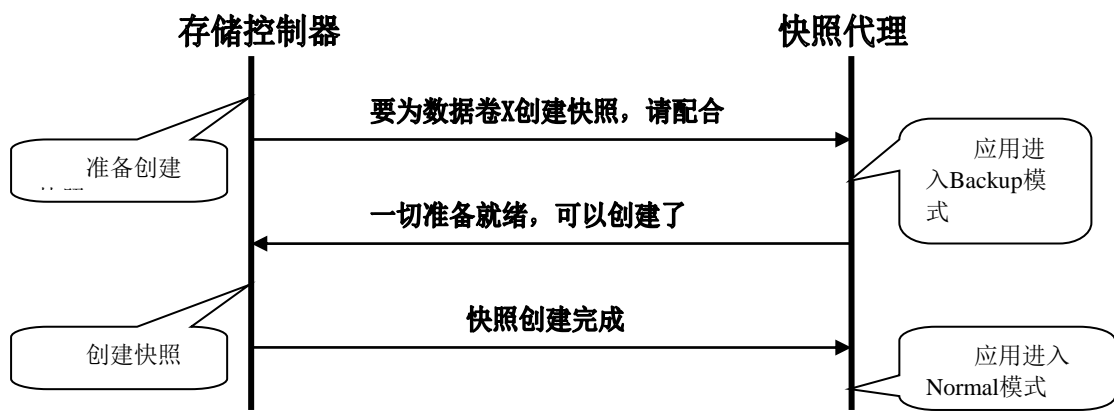 存储控制器
快照代理
要为数据卷X创建快照，请配合
准备创建
应用进
入Backup模
式
一切准备就绪，可以创建了
创建快照
快照创建完成
应用进入
Normal模式